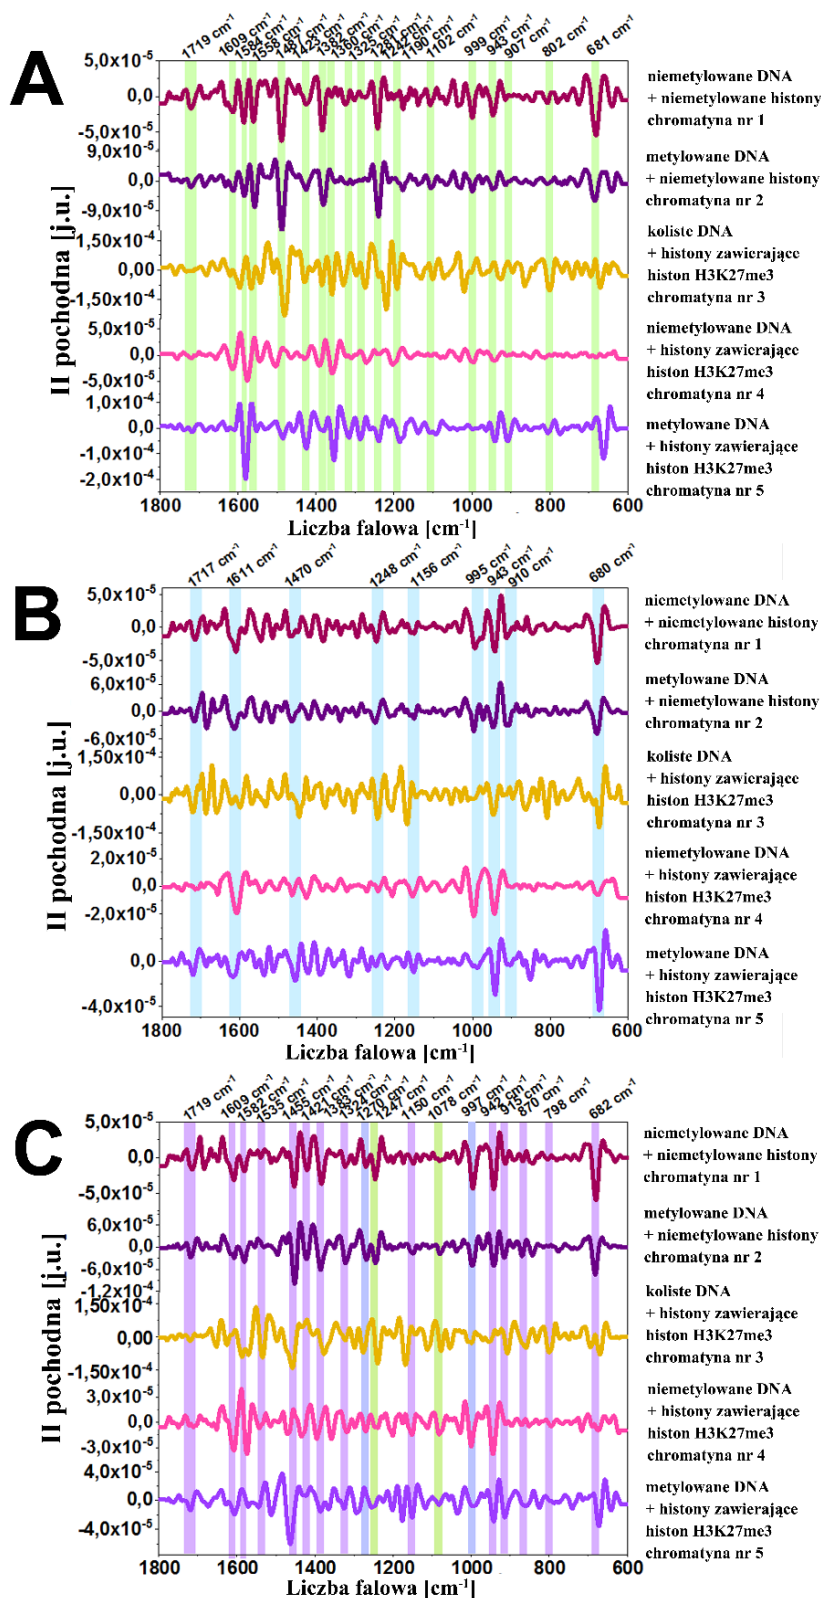 A
1719 cm-1
1609 cm-1
1584 cm-1
1558 cm-1
1487 cm-1
1423 cm-1
1382 cm-1
1360 cm-1
1325 cm-1
1281 cm-1
1242 cm-1
1190 cm-1
1102 cm-1
999 cm-1
943 cm-1
907 cm-1
802 cm-1
681 cm-1
II pochodna [j.u.]
5,0x10-5
0,0
-5,0x10-5
9,0x10-5
0,0
-9,0x10-5
1,50x10-4
0,00
-1,50x10-4
5,0x10-5
0,0
-5,0x10-5
1,0x10-4
0,0
-1,0x10-4
-2,0x10-4
niemetylowane DNA
+ niemetylowane histony
chromatyna nr 1
metylowane DNA
+ niemetylowane histony
chromatyna nr 2
koliste DNA
+ histony zawierające
histon H3K27me3
chromatyna nr 3
niemetylowane DNA
+ histony zawierające
histon H3K27me3
chromatyna nr 4
metylowane DNA
+ histony zawierające
histon H3K27me3
chromatyna nr 5
1800 1600 1400 1200 1000 800 600
Liczba falowa [cm-1]
B
1717 cm-1
1611 cm-1
1470 cm-1
1248 cm-1
1156 cm-1
995 cm-1
943 cm-1
910 cm-1
680 cm-1
II pochodna [j.u.]
5,0x10-5
0,0
-5,0x10-5
6,0x10-5
0,0
-6,0x10-5
1,50x10-4
0,00
-1,50x10-4
2,0x10-5
0,0
-2,0x10-5
0,0
-4,0x10-5
niemetylowane DNA
+ niemetylowane histony
chromatyna nr 1
metylowane DNA
+ niemetylowane histony
chromatyna nr 2
koliste DNA
+ histony zawierające
histon H3K27me3
chromatyna nr 3
niemetylowane DNA
+ histony zawierające
histon H3K27me3
chromatyna nr 4
metylowane DNA
+ histony zawierające
histon H3K27me3
chromatyna nr 5
1800 1600 1400 1200 1000 800 600
Liczba falowa [cm-1]
C
1719 cm-1
1609 cm-1
1582 cm-1
1535 cm-1
1455 cm-1
1421 cm-1
1383 cm-1
1324 cm-1
1270 cm-1
1247 cm-1
1150 cm-1
1078 cm-1
997 cm-1
942 cm-1
915 cm-1
870 cm-1
798 cm-1
682 cm-1
II pochodna [j.u.]
5,0x10-5
0,0
-5,0x10-5
6,0x10-5
0,0
-6,0x10-5
-1,2x10-4
1,50x10-4
0,00
-1,50x10-4
3,0x10-5
0,0
-3,0x10-5
4,0x10-5
0,0
-4,0x10-5
niemetylowane DNA
+ niemetylowane histony
chromatyna nr 1
metylowane DNA
+ niemetylowane histony
chromatyna nr 2
koliste DNA
+ histony zawierające
histon H3K27me3
chromatyna nr 3
niemetylowane DNA
+ histony zawierające
histon H3K27me3
chromatyna nr 4
metylowane DNA
+ histony zawierające
histon H3K27me3
chromatyna nr 5
1800 1600 1400 1200 1000 800 600
Liczba falowa [cm-1]